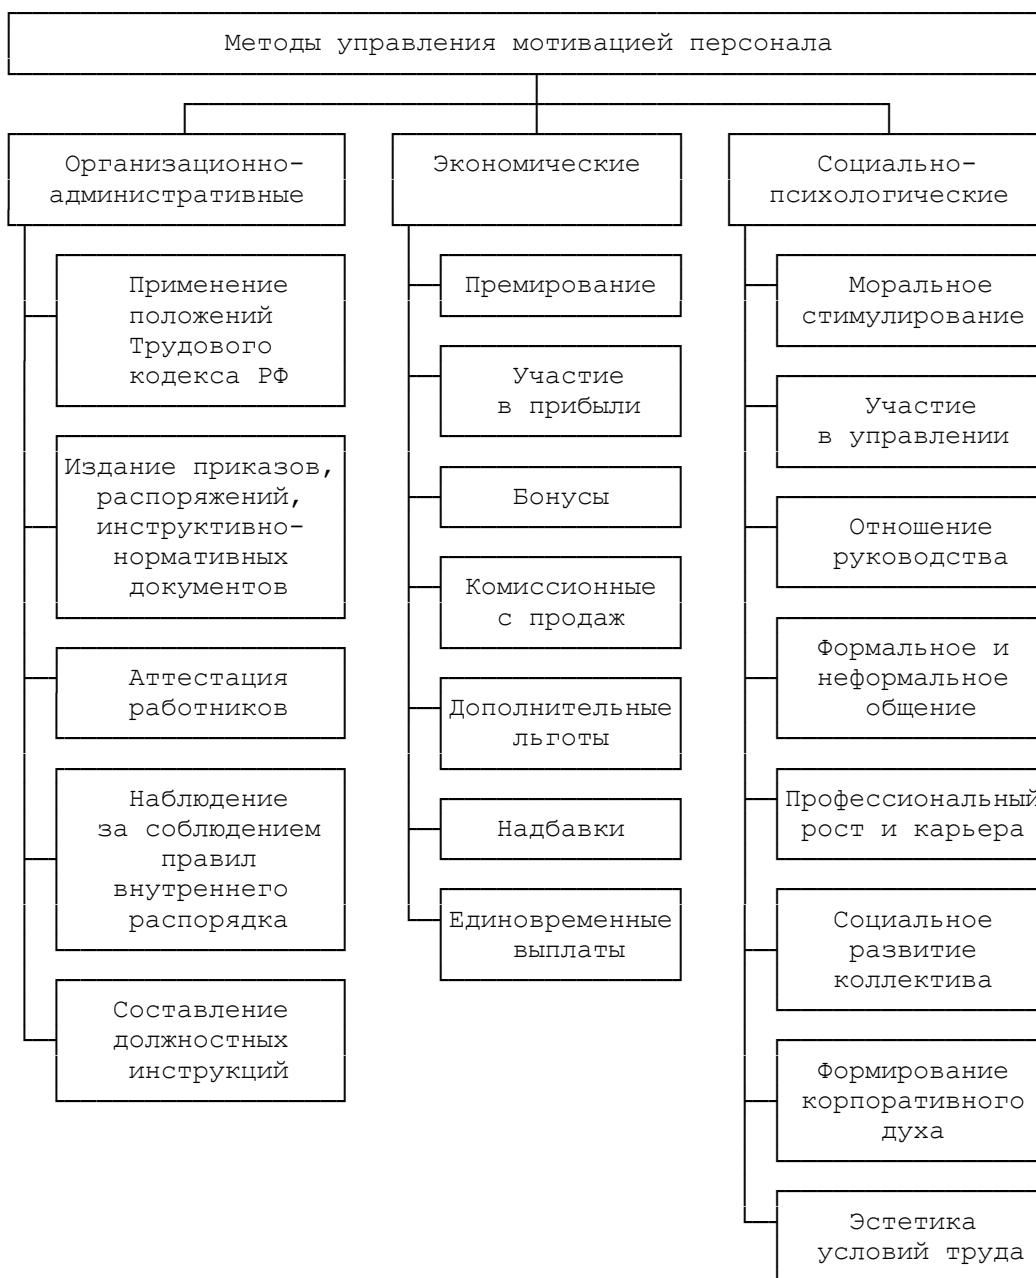 Методы управления мотивацией персонала
Организационно-
административные
Применение
положений
Трудового
кодекса РФ
Издание приказов,
распоряжений,
инструктивно-
нормативных
документов
Аттестация
работников
Наблюдение
за соблюдением
правил
внутреннего
распорядка
Составление
должностных
инструкций
Экономические
Премирование
Участие
в прибыли
Бонусы
Комиссионные
с продаж
Дополнительные
льготы
Надбавки
Единовременные
выплаты
Социально-
психологические
Моральное
стимулирование
Участие
в управлении
Отношение
руководства
Формальное и
неформальное
общение
Профессиональный
рост и карьера
Социальное
развитие
коллектива
Формирование
корпоративного
духа
Эстетика
условий труда